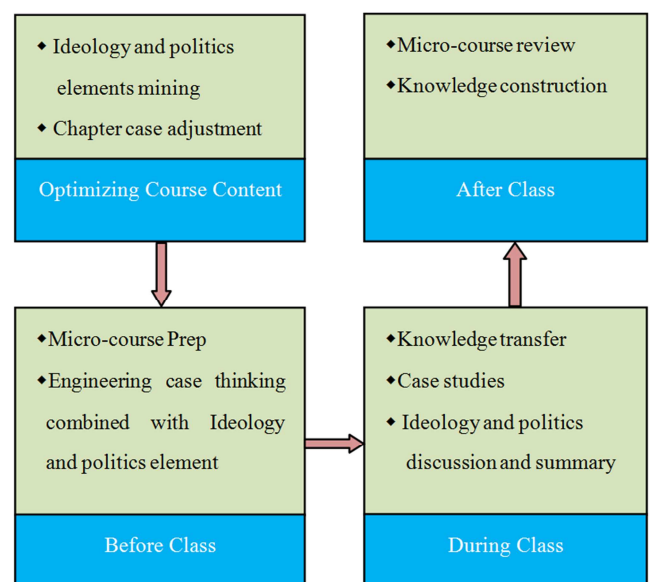 ◆ Ideology and politics
elements mining
◆ Chapter case adjustment
Optimizing Course Content
◆Micro-course review
◆Knowledge construction
After Class
◆Micro-course Prep
◆Engineering case thinking
combined with Ideology
and politics element
Before Class
◆Knowledge transfer
◆Case studies
◆ Ideology and politics
discussion and summary
During Class